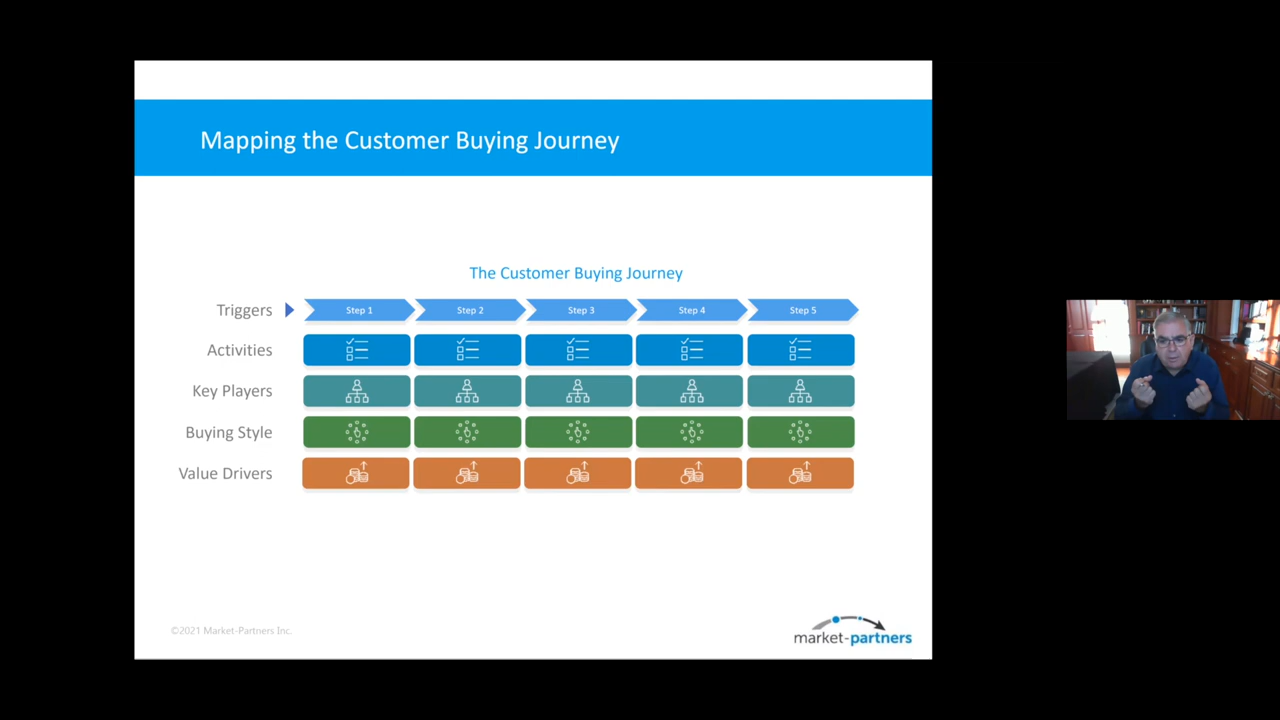 Mapping the Customer Buying Journey
The Customer Buying Journey
Triggers Step 1 Step 2 Step 3 Step 4 Step 5
Activities
Key Players
Buying Style
Value Drivers
©2021 Market-Partners Inc.
market-partners